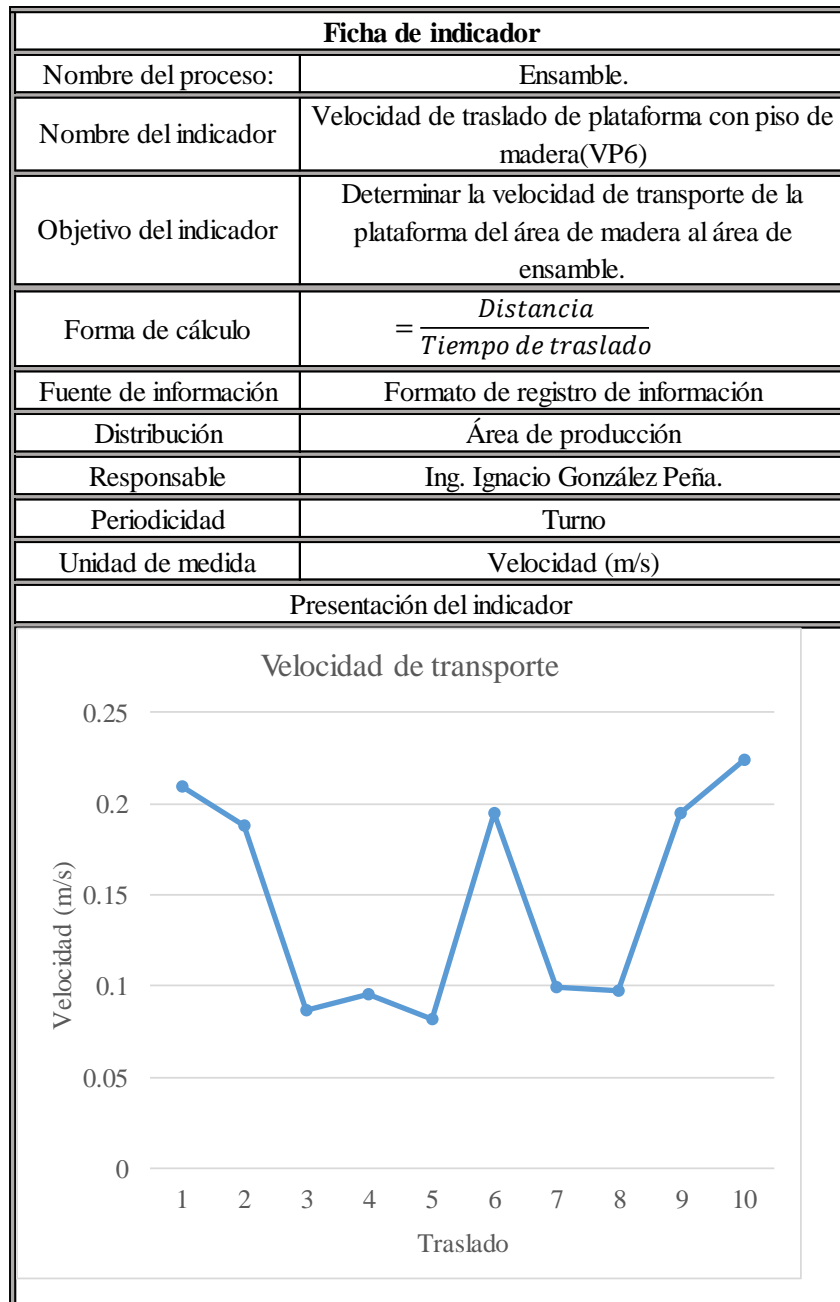 Ficha de indicador
Nombre del proces​o:
Ensamble.
Nombre del indicador
Velocidad de traslado de plataforma con piso de
madera(VP6)
Objetivo del indicador
Determinar la velocidad de transporte de la
plataforma del área de madera al área de
ensamble.
Forma de cálculo
= Distancia
Tiempo de traslado
Fuente de información
Formato de registro de información
Distribución
Área de producción
Responsable
Ing. Ignacio González Peña.
Periodicidad
Turno
Unidad de medida
Velocidad (m/s)
Presentación del indicador
Velocidad de transporte
0.25
0.2
0.15
0.1
0.05
0
Velocidad (m/s)
1 2 3 4 5 6 7 8 9 10
Traslado